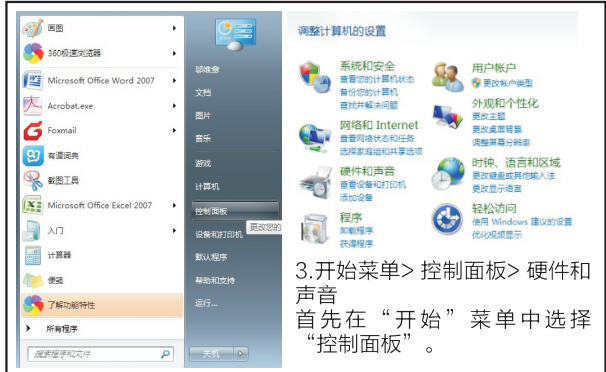 画图
360极速浏览器
Microsoft Office Word 2007
Acrobat.exe
Foxmail
有道词典
截图工具
Microsoft Office Excel 2007
入门
计算器
便笺
了解功能特性
所有程序
搜索程序和文件
文档
图片
音乐
游戏
计算机
控制面板
更改您的
设备和打印机
默认程序
帮助和支持
运行...
关机
调整计算机的设置
系统和安全
查看您的计算机状态
备份您的计算机
查找并解决问题
网络和 Internet
查看网络状态和任务
选择家庭组和共享选项
硬件和声音
查看设备和打印机
添加设备
程序
卸载程序
获得程序
用户帐户
更改帐户类型
外观和个性化
更改主题
更改桌面背景
调整屏幕分辨率
时钟、语言和区域
更改键盘或其他输入法
更改显示语言
轻松访问
使用 Windows 建议的设置
优化视频显示
3.开始菜单> 控制面板> 硬件和
声音
首先在“开始”菜单中选择
“控制面板”。